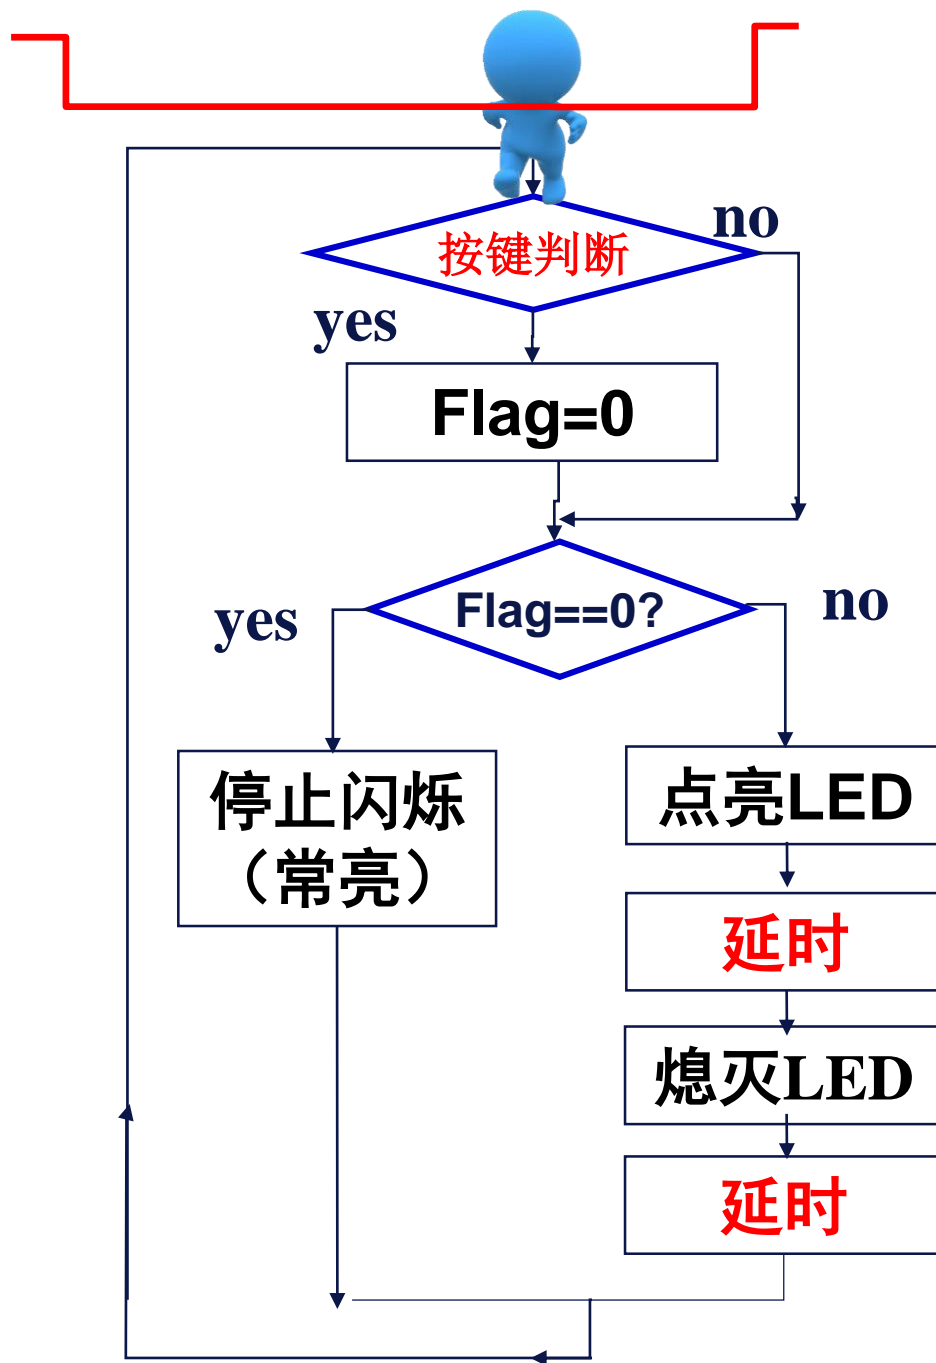 no
按键判断
yes
Flag=0
Flag==0?
yes
no
停止闪烁
（常亮）
点亮LED
延时
熄灭LED
延时